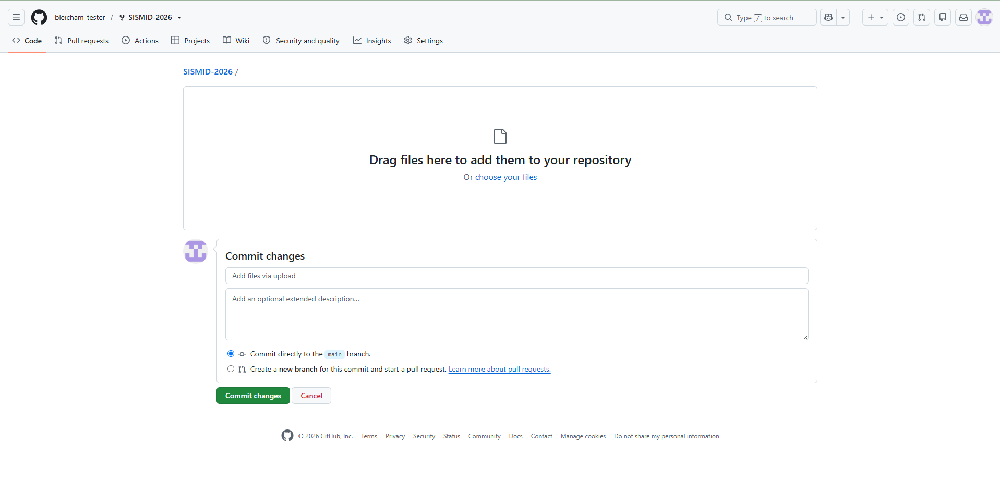 bleicham-tester / SISMID-2026
Type / to search
Code Pull requests Actions Projects Wiki Security and quality Insights Settings
SISMID-2026 /
Drag files here to add them to your repository
Or choose your files
Commit changes
Add files via upload
Add an optional extended description...
Commit directly to the main branch.
Create a new branch for this commit and start a pull request. Learn more about pull requests.
Commit changes Cancel
© 2026 GitHub, Inc. Terms Privacy Security Status Community Docs Contact Manage cookies Do not share my personal information